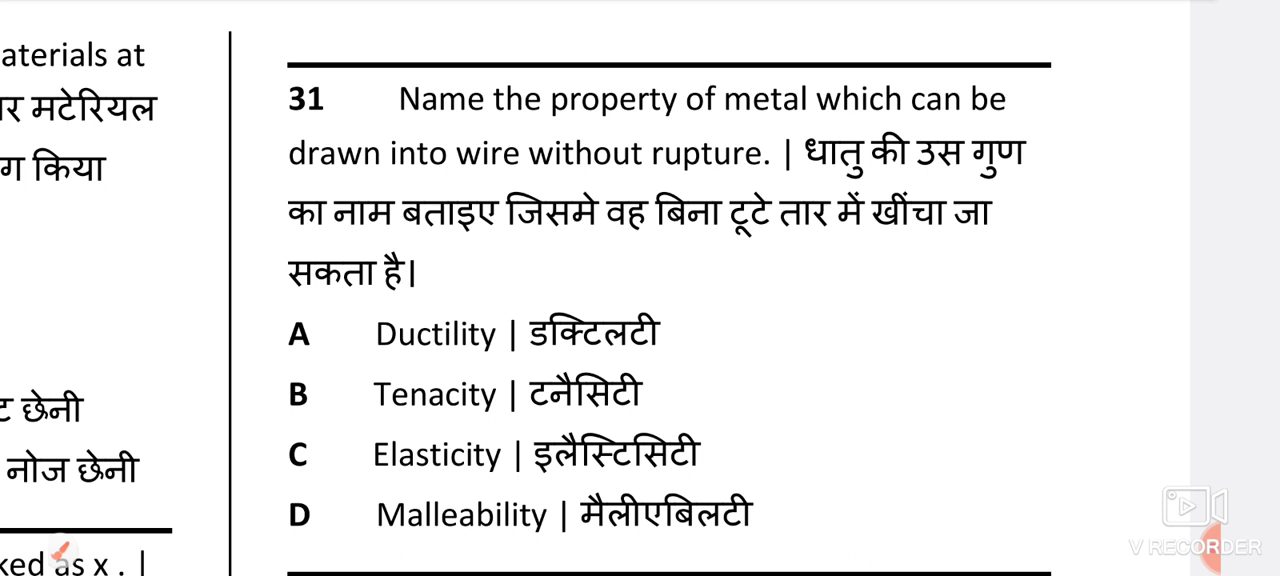 aterials at
र मटेरियल
ग किया
ट छेनी
नोज छेनी
ked as x . |
31 Name the property of metal which can be
drawn into wire without rupture. | धातु की उस गुण
का नाम बताइए जिसमे वह बिना टूटे तार में खींचा जा
सकता है।
A Ductility | डक्टिलटी
B Tenacity | टनैसिटी
C Elasticity | इलैस्टिसिटी
D Malleability | मैलीएबिलटी
V RECORDER